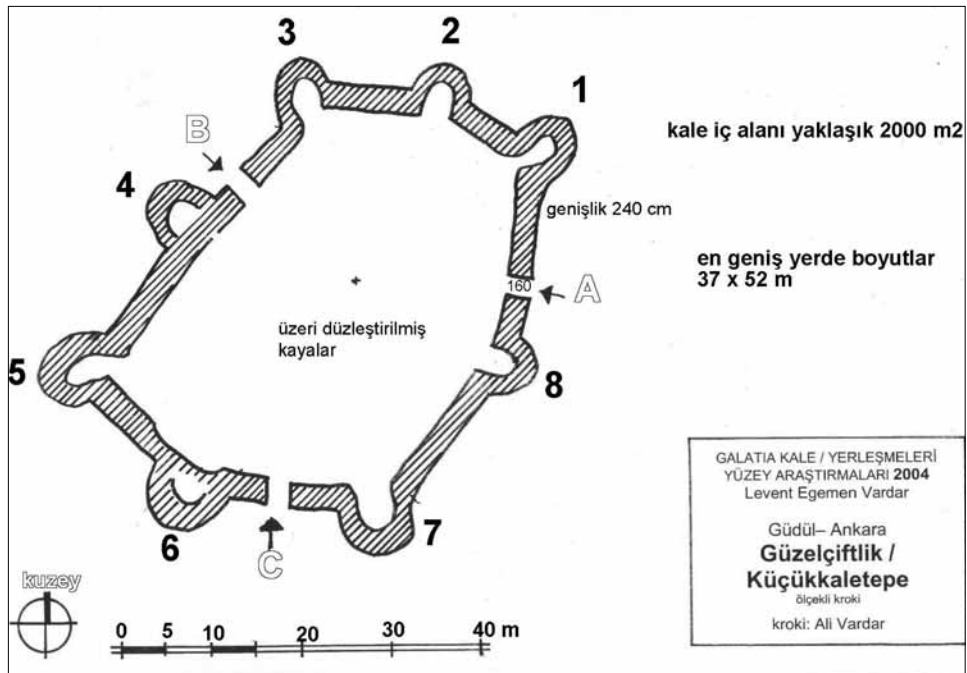 3
2
1
B
kale iç alanı yaklaşık 2000 m2
4
genişlik 240 cm
en geniş yerde boyutlar
37 x 52 m
160
A
üzeri düzleştirilmiş
kayalar
5
8
6
C
7
GALATIA KALE / YERLEŞMELERİ
YÜZEY ARAŞTIRMALARI 2004
Levent Egemen Vardar
Güdül– Ankara
Güzelçiftlik /
Küçükkaletepe
ölçekli kroki
kroki: Ali Vardar
kuzey
0 5 10 20 30 40 m